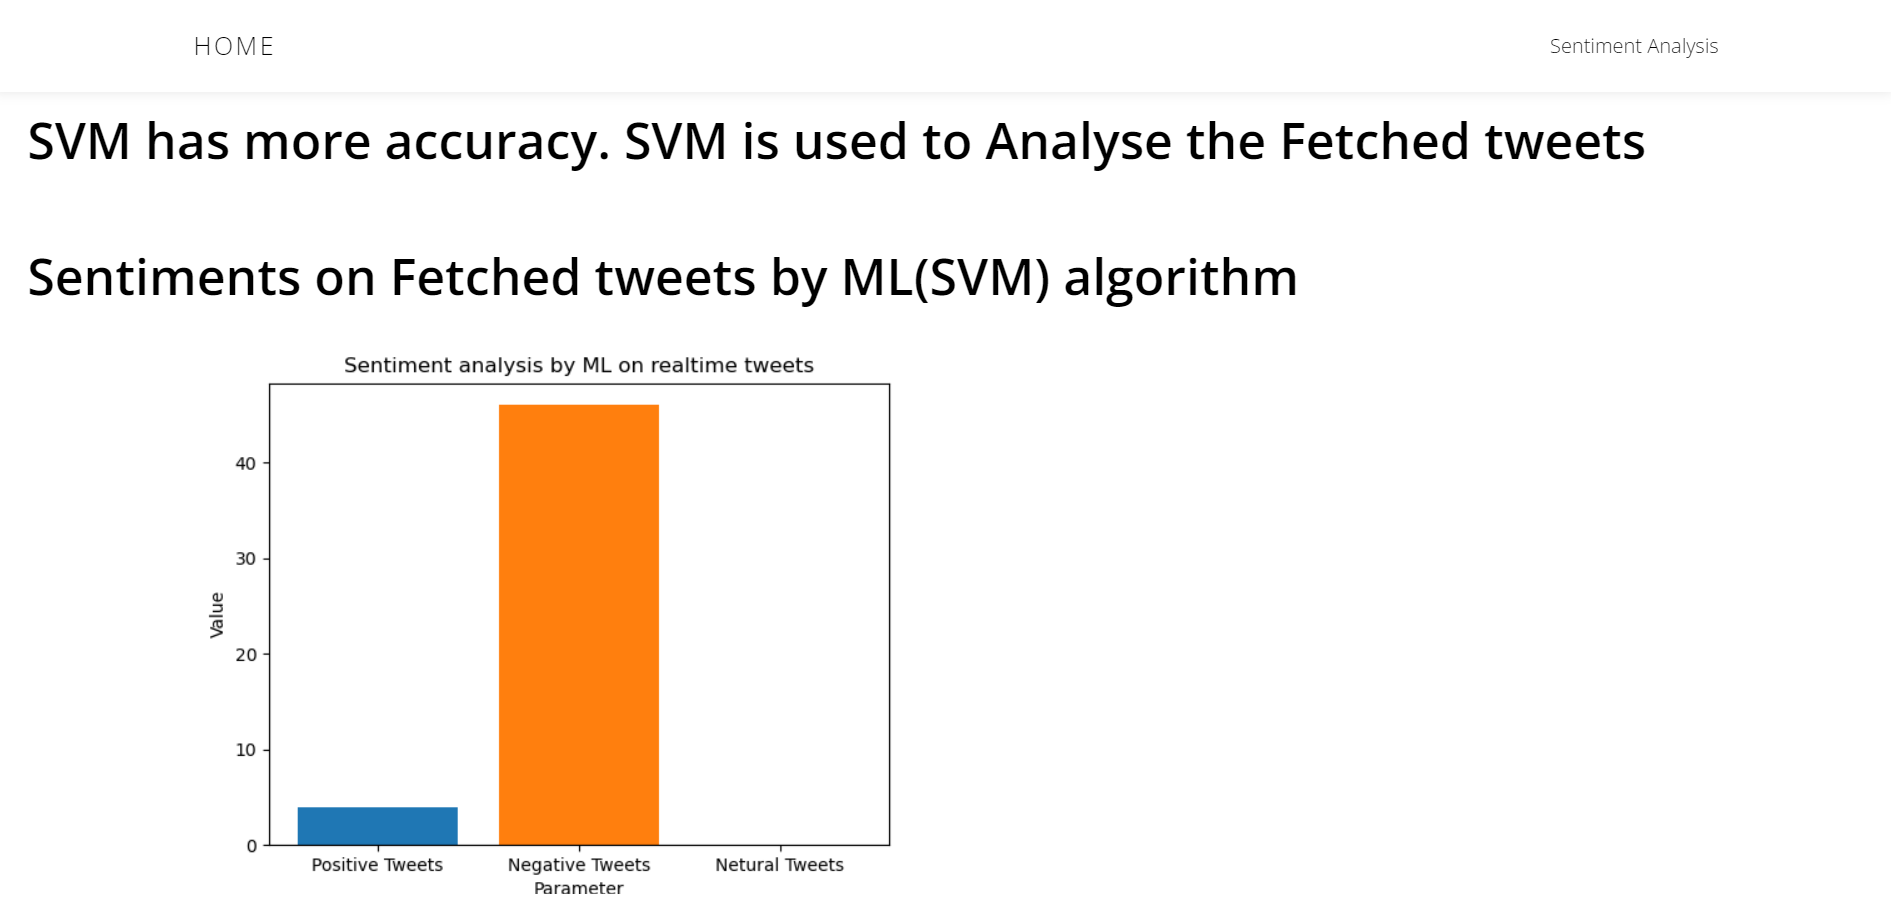 HOME
Sentiment Analysis
SVM has more accuracy. SVM is used to Analyse the Fetched tweets
Sentiments on Fetched tweets by ML(SVM) algorithm
Sentiment analysis by ML on realtime tweets
40
30
20
10
0
Value
Positive Tweets
Negative Tweets
Netural Tweets
Parameter